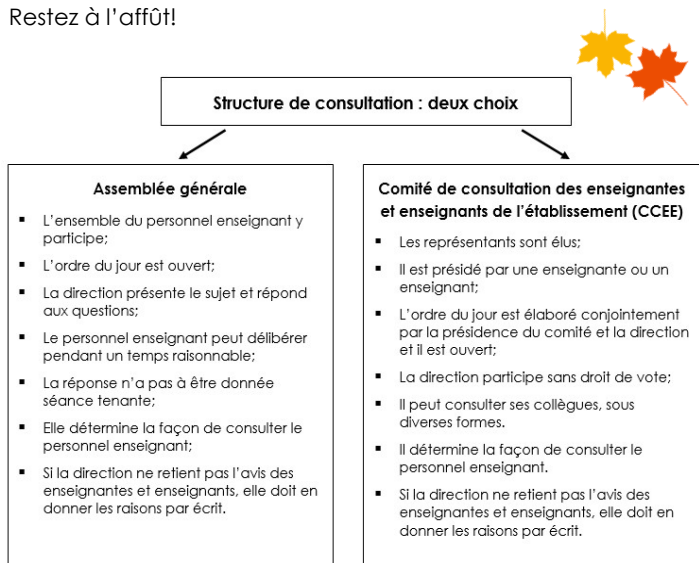 Restez à l’affût!
Structure de consultation : deux choix
Assemblée générale
▪ L’ensemble du personnel enseignant y
participe;
▪ L’ordre du jour est ouvert;
▪ La direction présente le sujet et répond
aux questions;
▪ Le personnel enseignant peut délibérer
pendant un temps raisonnable;
▪ La réponse n’a pas à être donnée
séance tenante;
▪ Elle détermine la façon de consulter le
personnel enseignant;
▪ Si la direction ne retient pas l’avis des
enseignantes et enseignants, elle doit en
donner les raisons par écrit.
Comité de consultation des enseignantes
et enseignants de l’établissement (CCEE)
▪ Les représentants sont élus;
▪ Il est présidé par une enseignante ou un
enseignant;
▪ L’ordre du jour est élaboré conjointement
par la présidence du comité et la direction
et il est ouvert;
▪ La direction participe sans droit de vote;
▪ Il peut consulter ses collègues, sous
diverses formes.
▪ Il détermine la façon de consulter le
personnel enseignant.
▪ Si la direction ne retient pas l’avis des
enseignantes et enseignants, elle doit en
donner les raisons par écrit.